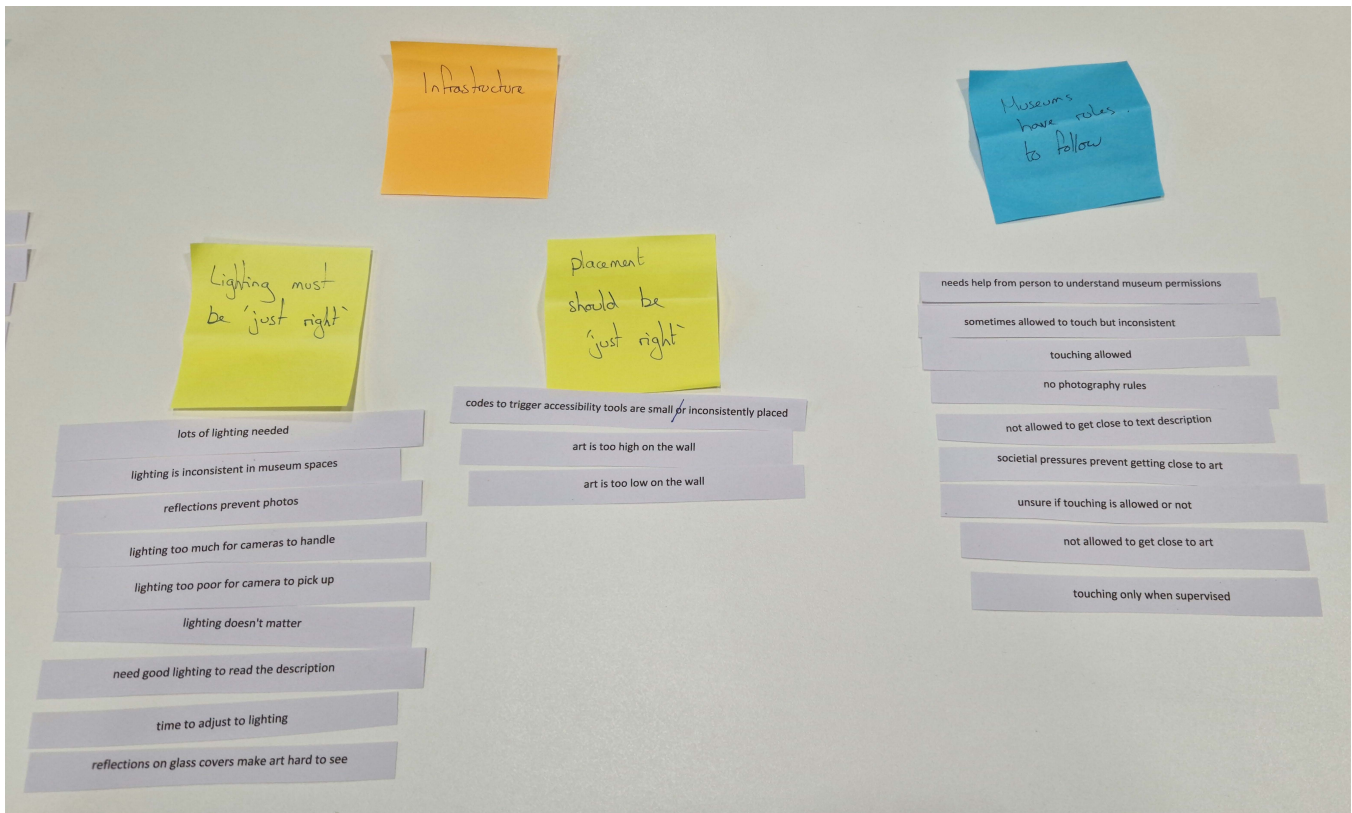 Infrastructure
Museums
have rules
to follow
Lighting must
be 'just right'
placement
should be
'just right'
lots of lighting needed
lighting is inconsistent in museum spaces
reflections prevent photos
lighting too much for cameras to handle
lighting too poor for camera to pick up
lighting doesn't matter
need good lighting to read the description
time to adjust to lighting
reflections on glass covers make art hard to see
codes to trigger accessibility tools are small or inconsistently placed
art is too high on the wall
art is too low on the wall
needs help from person to understand museum permissions
sometimes allowed to touch but inconsistent
touching allowed
no photography rules
not allowed to get close to text description
societial pressures prevent getting close to art
unsure if touching is allowed or not
not allowed to get close to art
touching only when supervised